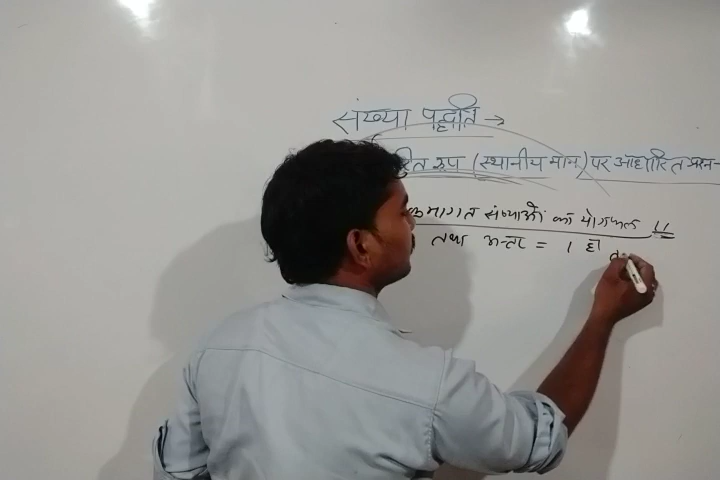 संख्या पद्धति →
रूप (स्थानीय मान) पर आधारित प्रश्न-
क्रमागत संख्याओं का योगफल 11
तथा अन्तर = 1 हो